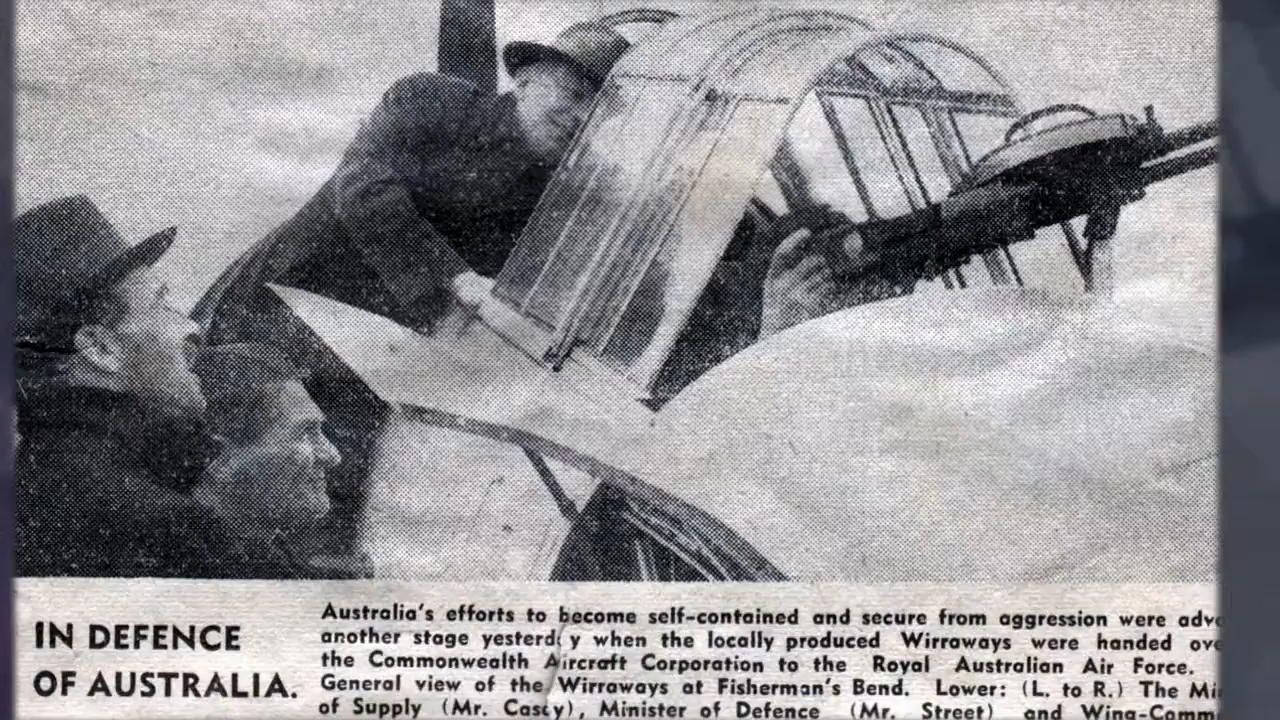 IN DEFENCE
OF AUSTRALIA.
Australia's efforts to become self-contained and secure from aggression were
another stage yesterday when the locally produced Wirraways were handed
the Commonwealth Aircraft Corporation to the Royal Australian Air Force.
General view of the Wirraways at Fisherman's Bend. Lower: (L. to R.) The
of Supply (Mr. Casey), Minister of Defence (Mr. Street) and